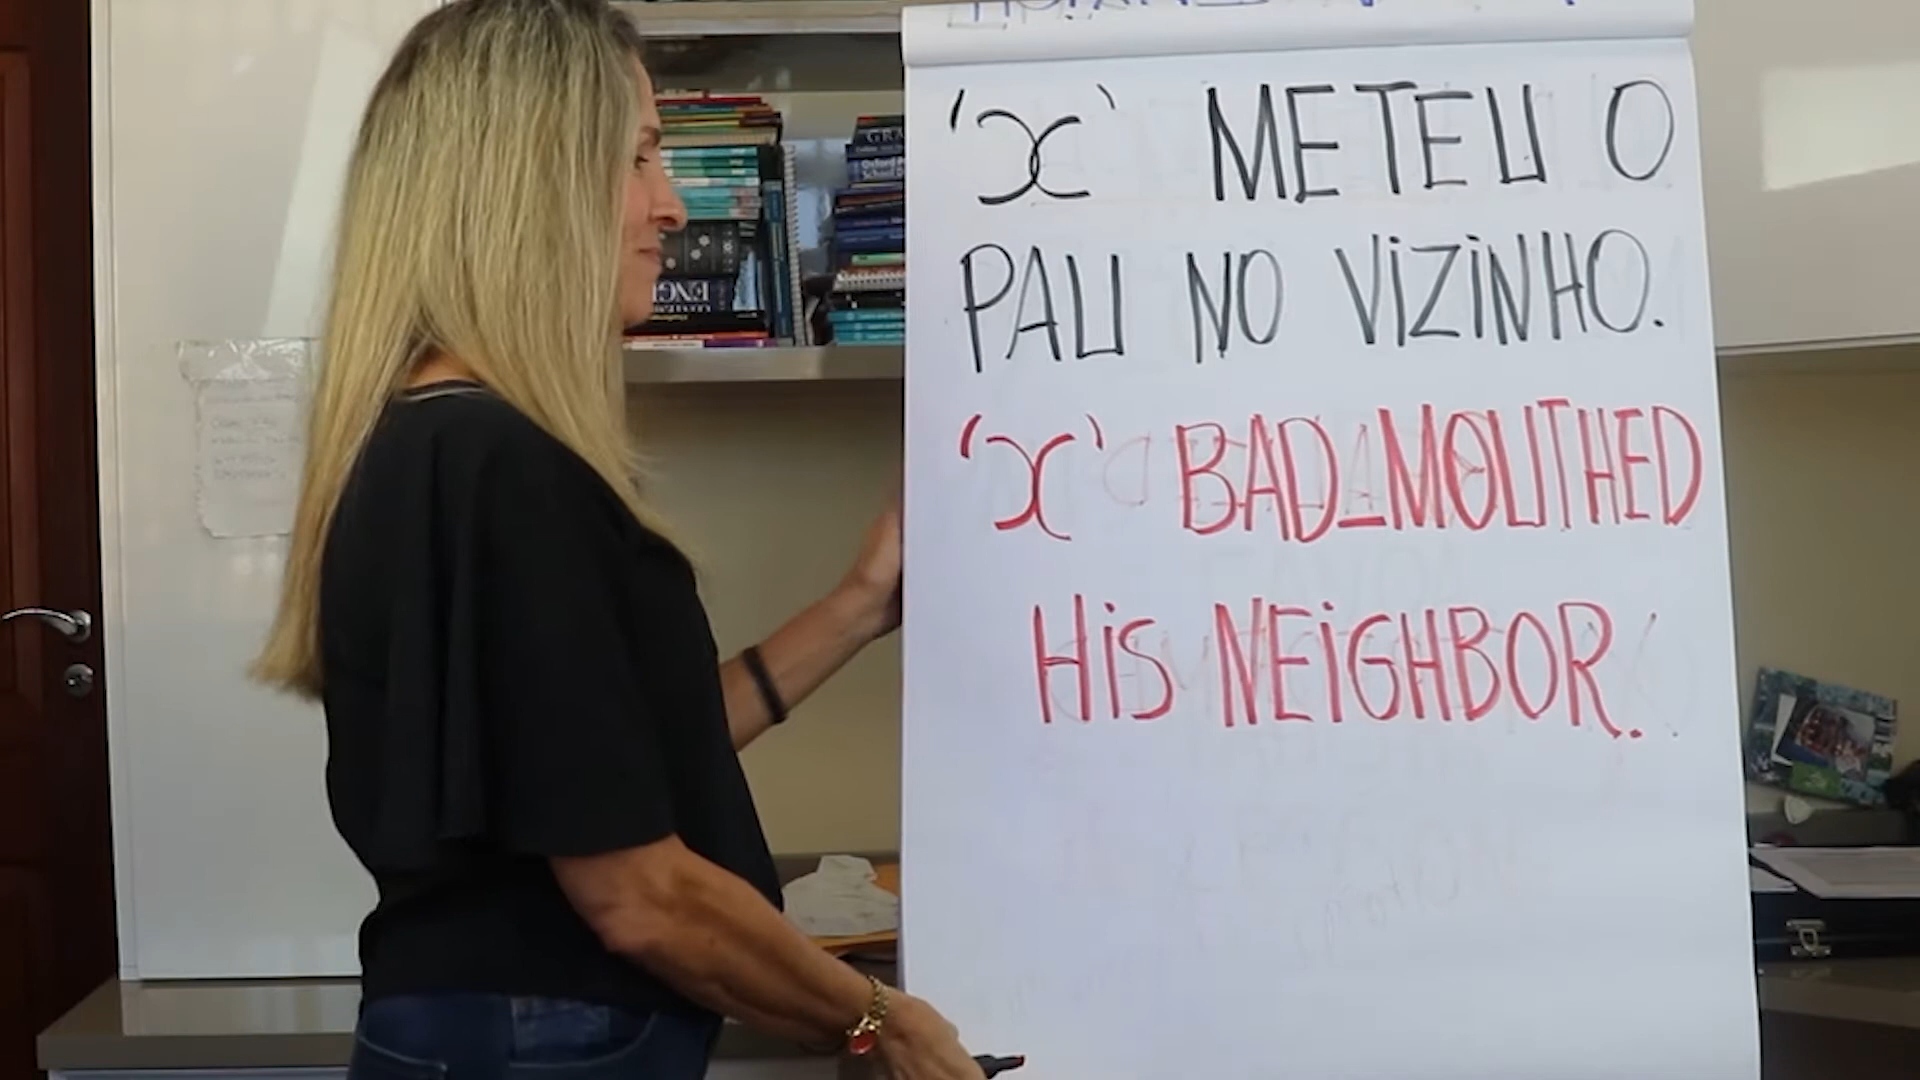 'X' METEU O
PAU NO VIZINHO.
'X' BAD-MOUTHED
HIS NEIGHBOR.